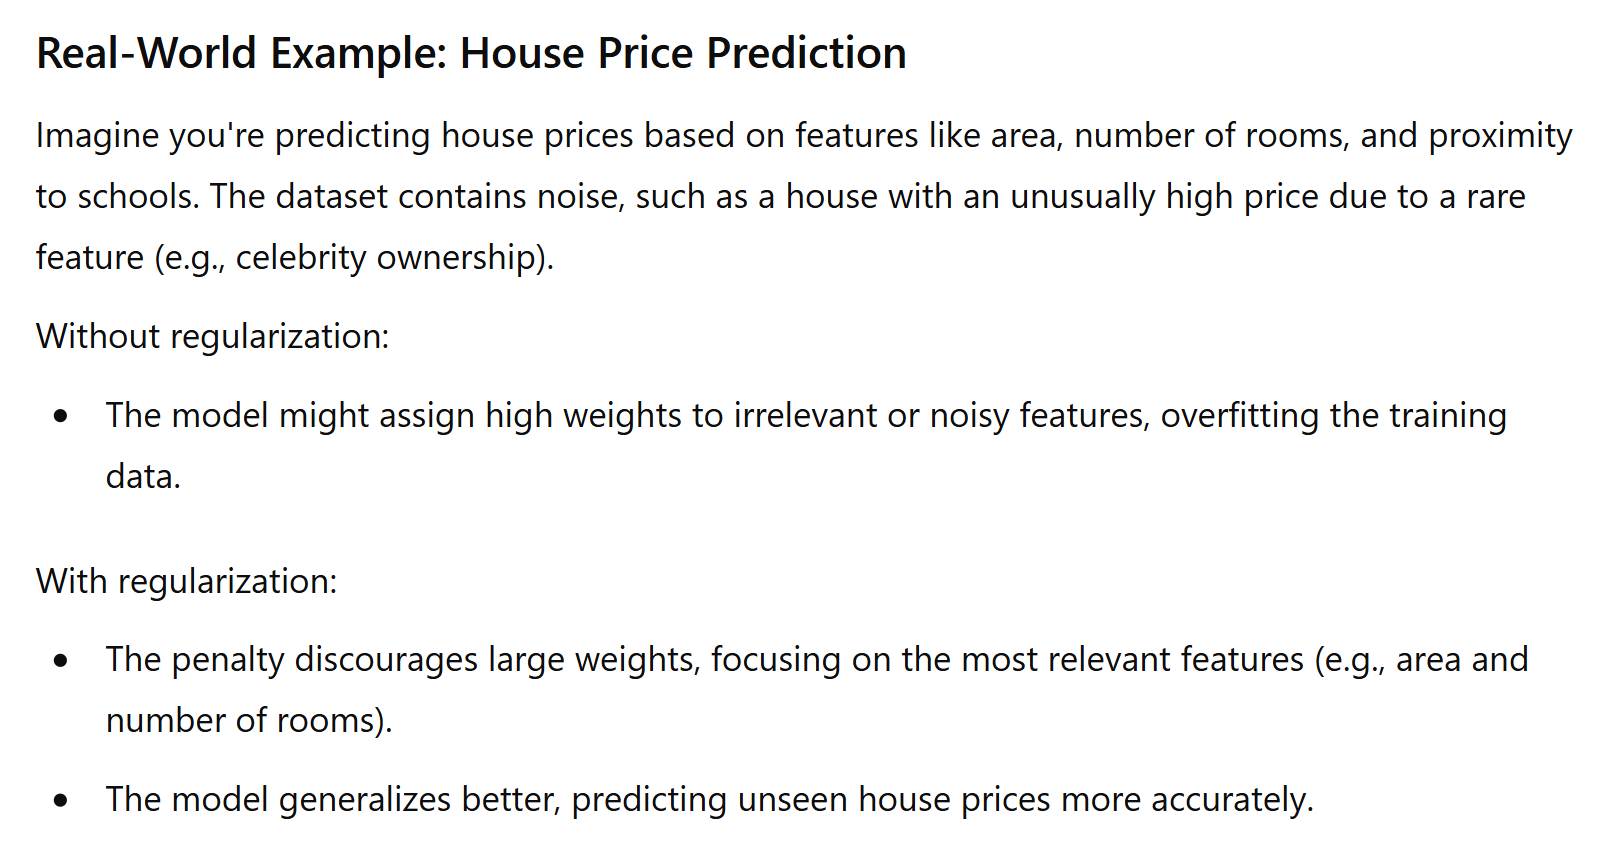 Real-World Example: House Price Prediction
Imagine you're predicting house prices based on features like area, number of rooms, and proximity
to schools. The dataset contains noise, such as a house with an unusually high price due to a rare
feature (e.g., celebrity ownership).
Without regularization:
• The model might assign high weights to irrelevant or noisy features, overfitting the training
data.
With regularization:
• The penalty discourages large weights, focusing on the most relevant features (e.g., area and
number of rooms).
• The model generalizes better, predicting unseen house prices more accurately.